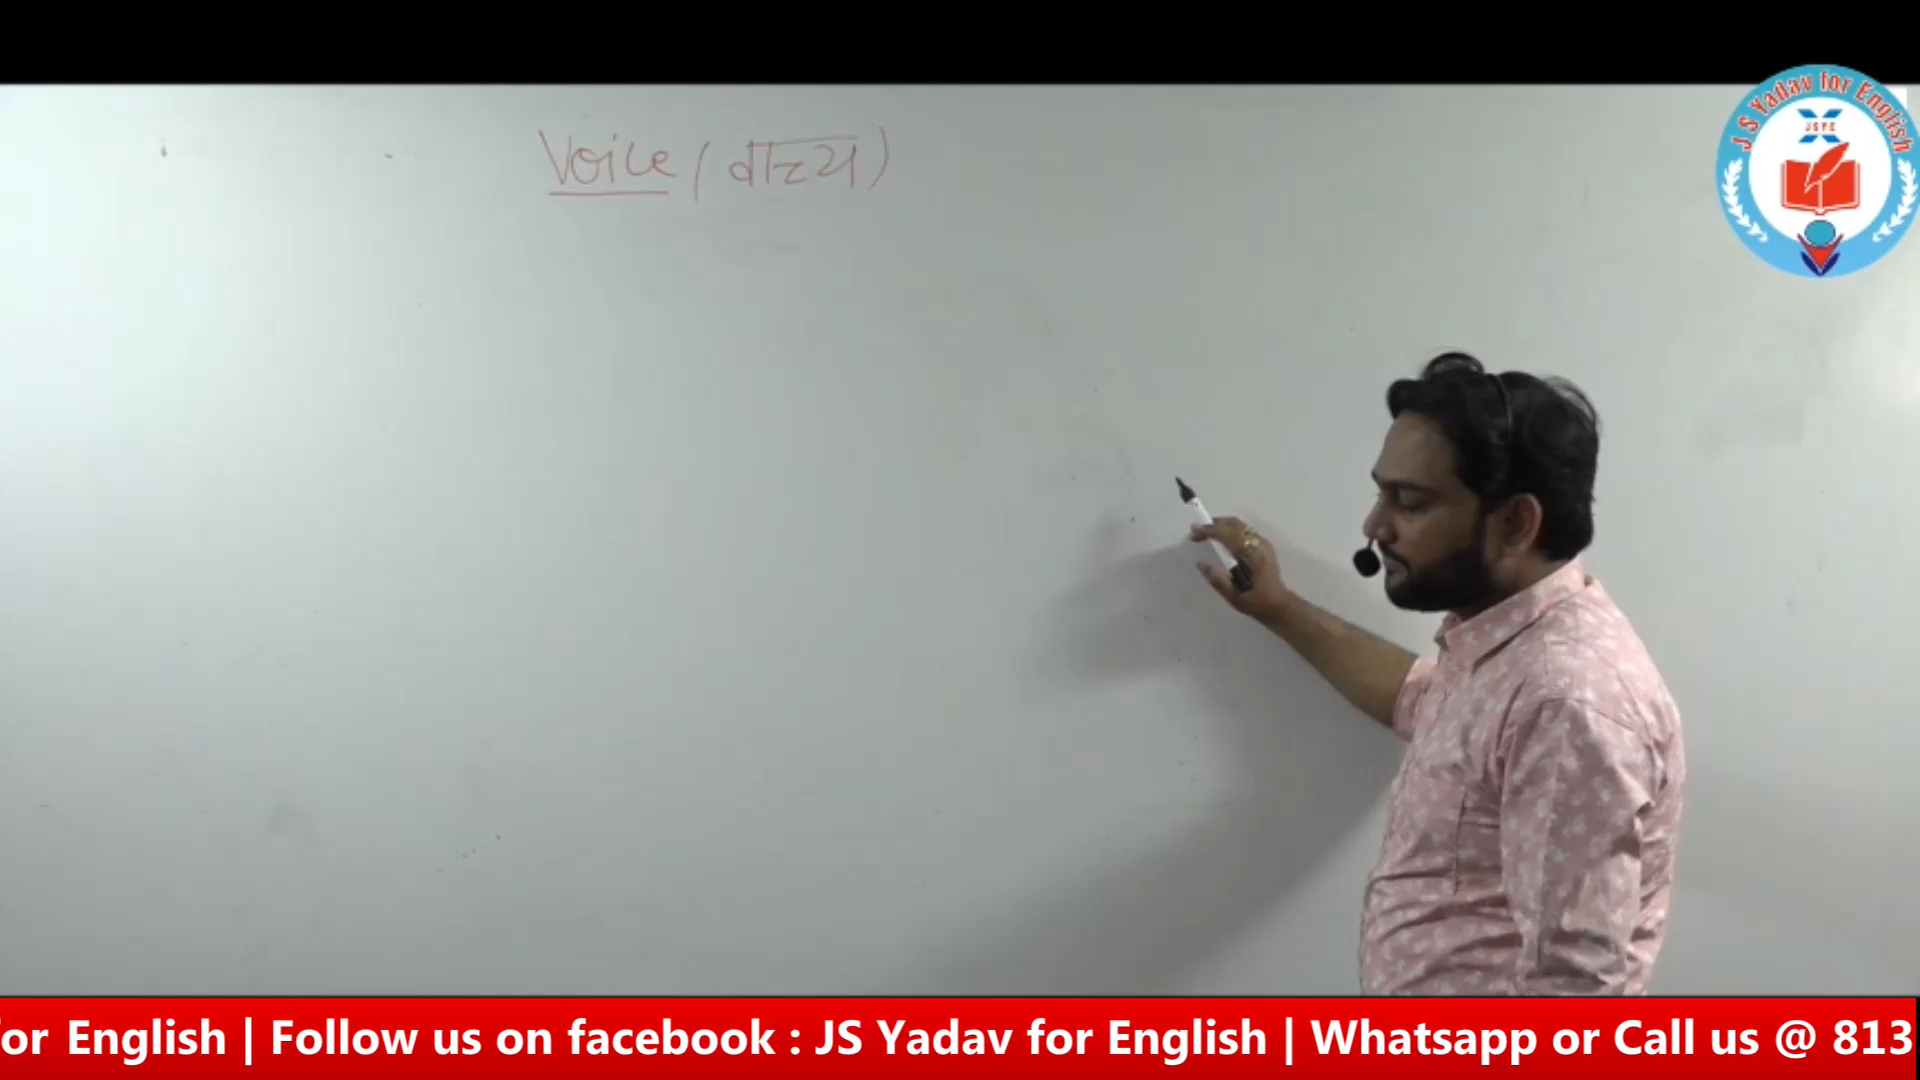 Voice (वाच्य)
J S Yadav for English
JSYE
or English | Follow us on facebook : JS Yadav for English | Whatsapp or Call us @ 813